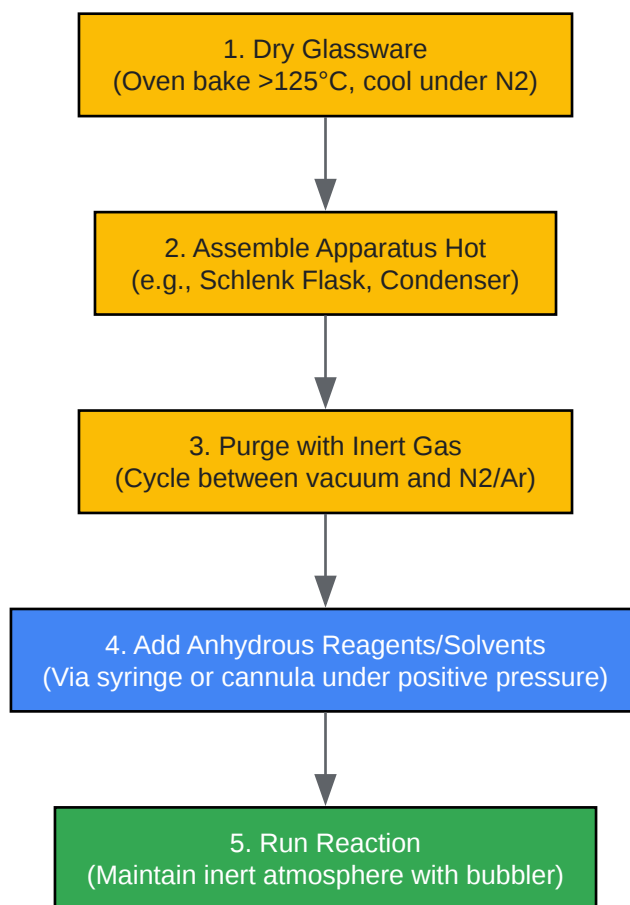 1. Dry Glassware
(Oven bake >125°C, cool under N2)
2. Assemble Apparatus Hot
(e.g., Schlenk Flask, Condenser)
3. Purge with Inert Gas
(Cycle between vacuum and N2/Ar)
4. Add Anhydrous Reagents/Solvents
(Via syringe or cannula under positive pressure)
5. Run Reaction
(Maintain inert atmosphere with bubbler)